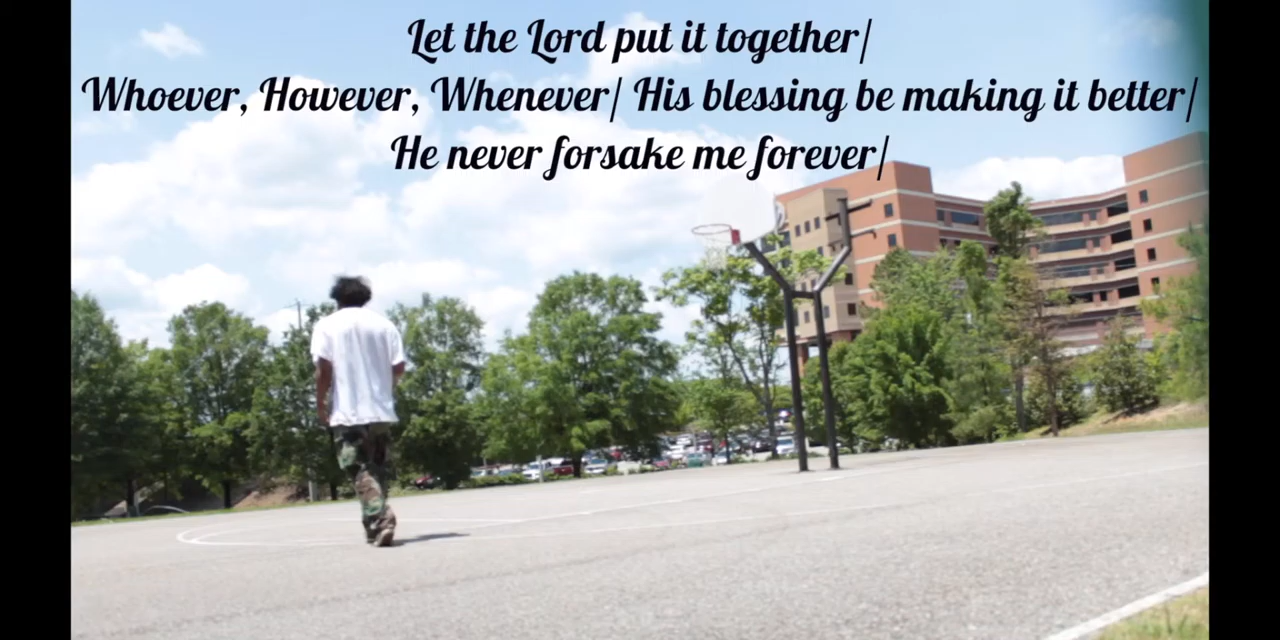 Let the Lord put it together/
Whoever, However, Whenever/ His blessing be making it better/
He never forsake me forever/